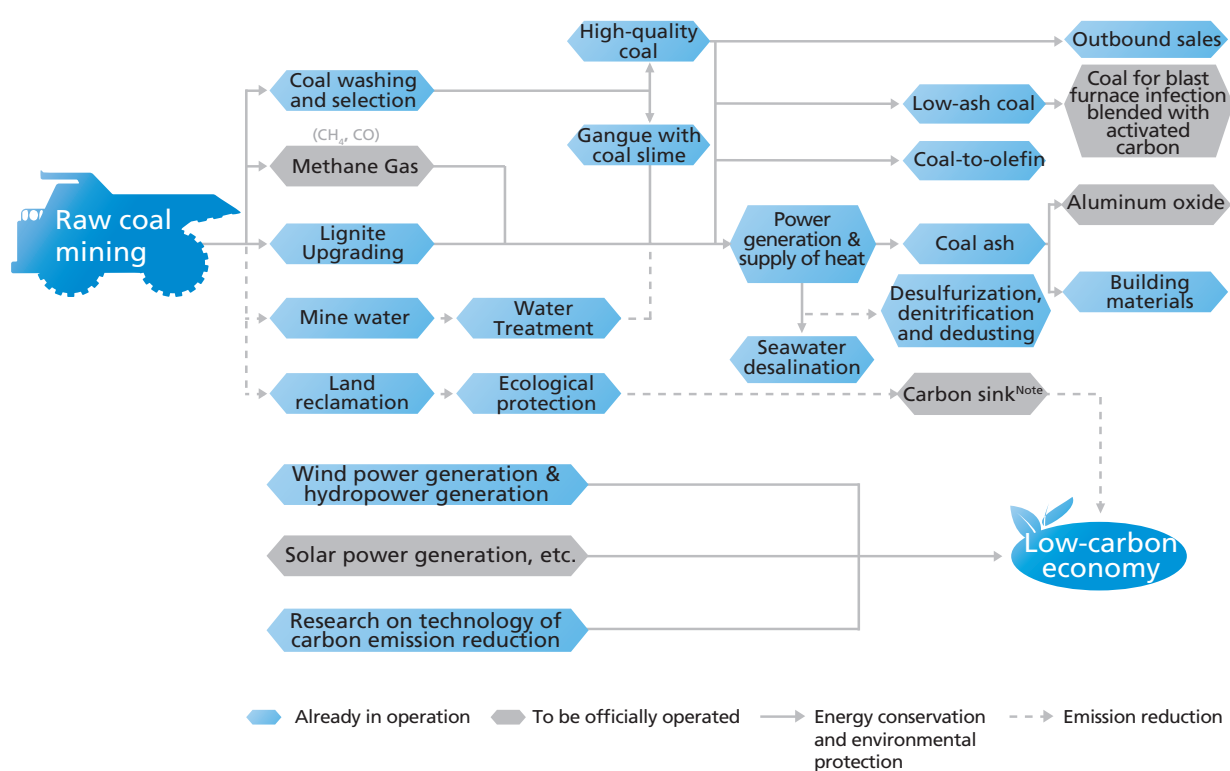 High-quality
coal
Outbound sales
Coal washing
and selection
Coal for blast
furnace infection
blended with
activated
carbon
Low-ash coal
(CH₄, CO)
Methane Gas
Gangue with
coal slime
Coal-to-olefin
Raw coal
mining
Lignite
Upgrading
Power
generation &
supply of heat
Coal ash
Aluminum oxide
Building
materials
Mine water
Water
Treatment
Desulfurization,
denitrification
and dedusting
Seawater
desalination
Land
reclamation
Ecological
protection
Carbon sinkNote
Wind power generation &
hydropower generation
Solar power generation, etc.
Research on technology of
carbon emission reduction
Low-carbon
economy
Already in operation
To be officially operated
Energy conservation
and environmental
protection
Emission reduction